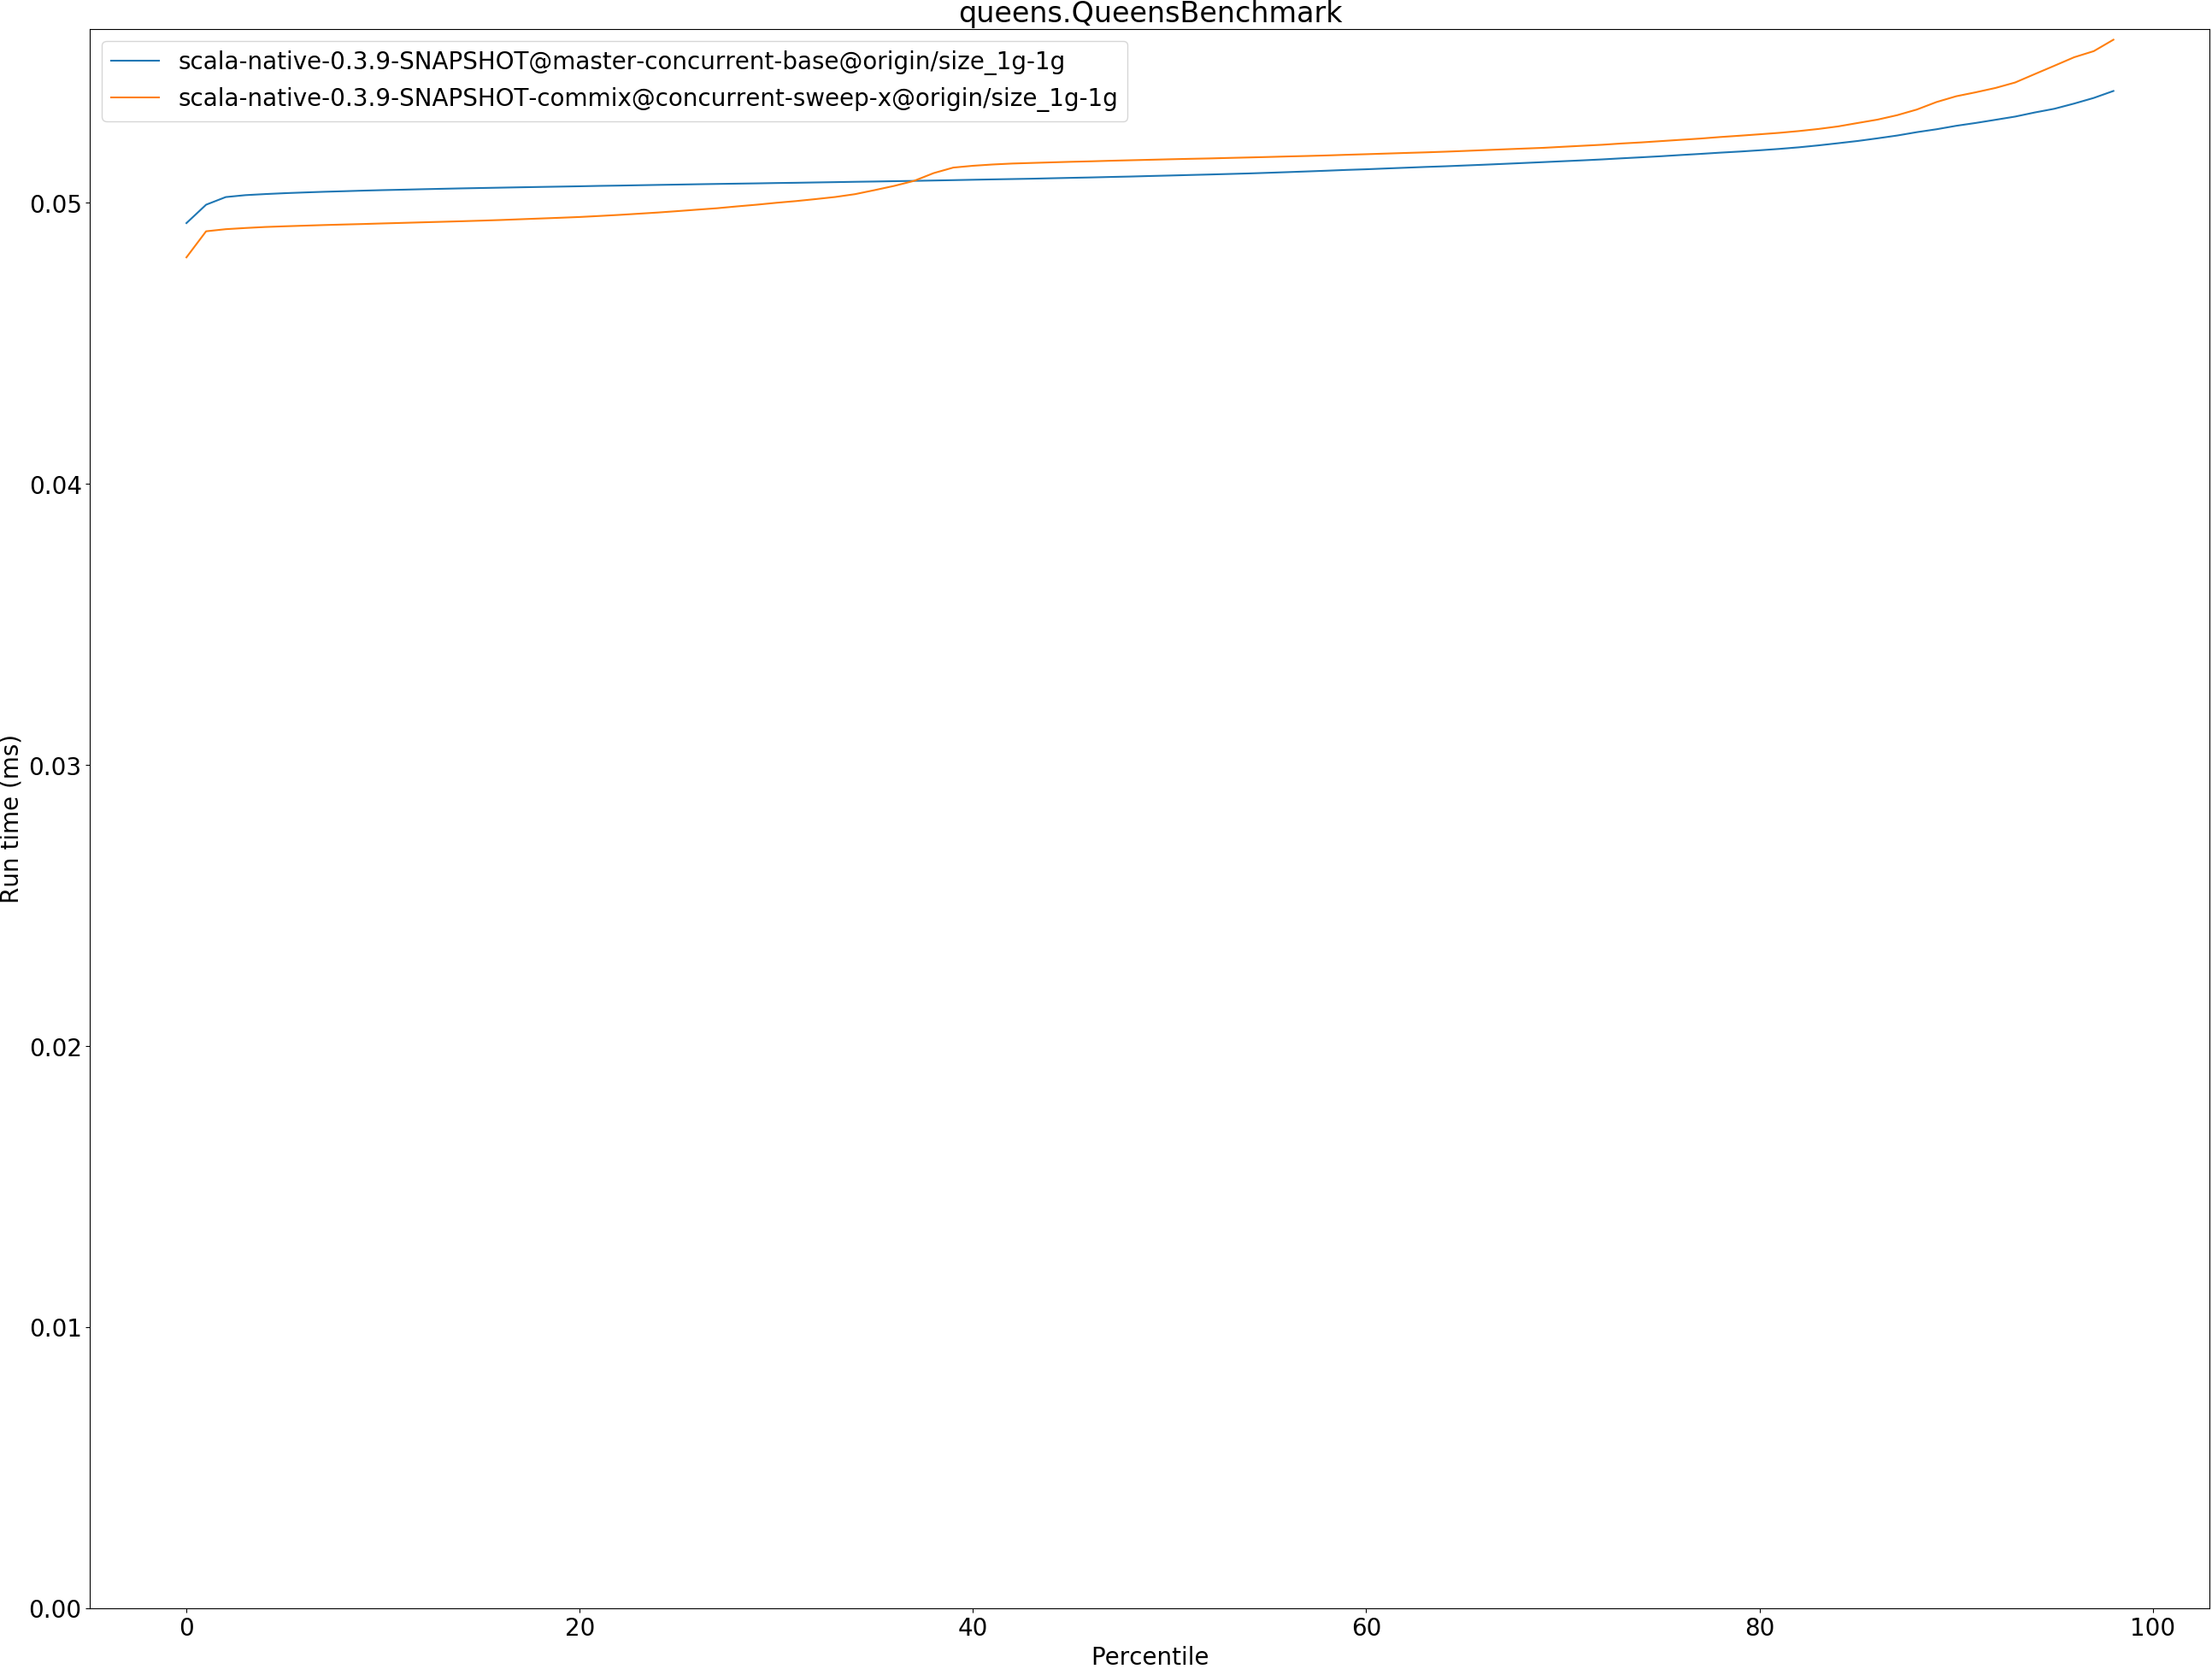 queens.QueensBenchmark
scala-native-0.3.9-SNAPSHOT@master-concurrent-base@origin/size_1g-1g
scala-native-0.3.9-SNAPSHOT-commix@concurrent-sweep-x@origin/size_1g-1g
0.05
0.04
0.03
0.02
0.01
0.00
Run time (ms)
0 20 40 60 80 100
Percentile